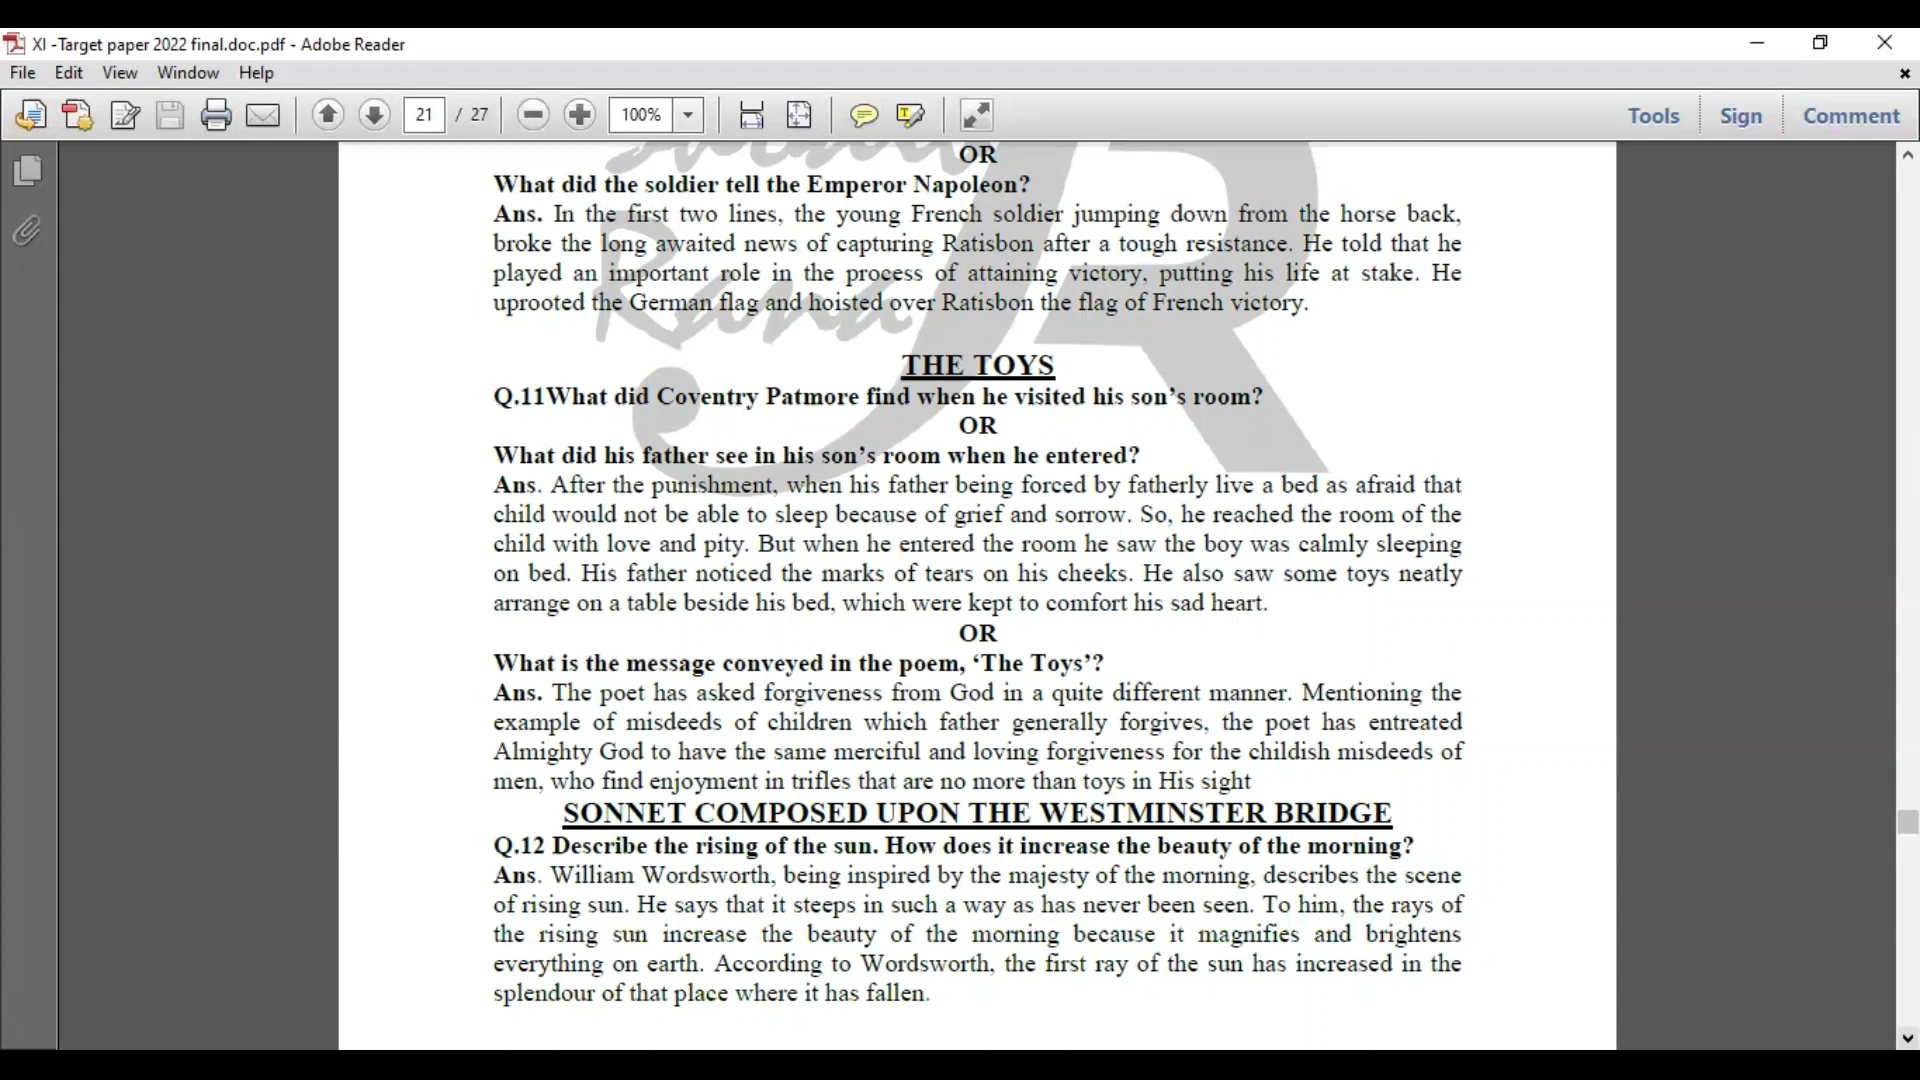 XI -Target paper 2022 final.doc.pdf - Adobe Reader
File Edit View Window Help
21 / 27 100% Tools Sign Comment
OR
What did the soldier tell the Emperor Napoleon?
Ans. In the first two lines, the young French soldier jumping down from the horse back,
broke the long awaited news of capturing Ratisbon after a tough resistance. He told that he
played an important role in the process of attaining victory, putting his life at stake. He
uprooted the German flag and hoisted over Ratisbon the flag of French victory.
THE TOYS
Q.11What did Coventry Patmore find when he visited his son’s room?
OR
What did his father see in his son’s room when he entered?
Ans. After the punishment, when his father being forced by fatherly live a bed as afraid that
child would not be able to sleep because of grief and sorrow. So, he reached the room of the
child with love and pity. But when he entered the room he saw the boy was calmly sleeping
on bed. His father noticed the marks of tears on his cheeks. He also saw some toys neatly
arrange on a table beside his bed, which were kept to comfort his sad heart.
OR
What is the message conveyed in the poem, ‘The Toys’?
Ans. The poet has asked forgiveness from God in a quite different manner. Mentioning the
example of misdeeds of children which father generally forgives, the poet has entreated
Almighty God to have the same merciful and loving forgiveness for the childish misdeeds of
men, who find enjoyment in trifles that are no more than toys in His sight
SONNET COMPOSED UPON THE WESTMINSTER BRIDGE
Q.12 Describe the rising of the sun. How does it increase the beauty of the morning?
Ans. William Wordsworth, being inspired by the majesty of the morning, describes the scene
of rising sun. He says that it steeps in such a way as has never been seen. To him, the rays of
the rising sun increase the beauty of the morning because it magnifies and brightens
everything on earth. According to Wordsworth, the first ray of the sun has increased in the
splendour of that place where it has fallen.
JR
Rana